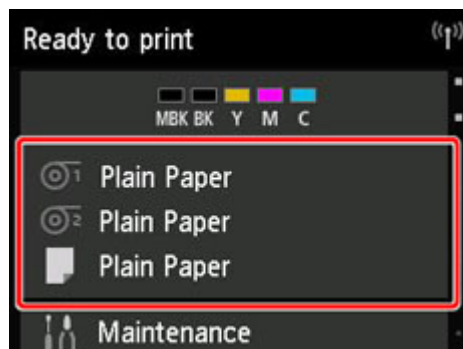 Ready to print
MBK BK Y M C
1 Plain Paper
2 Plain Paper
Plain Paper
Maintenance